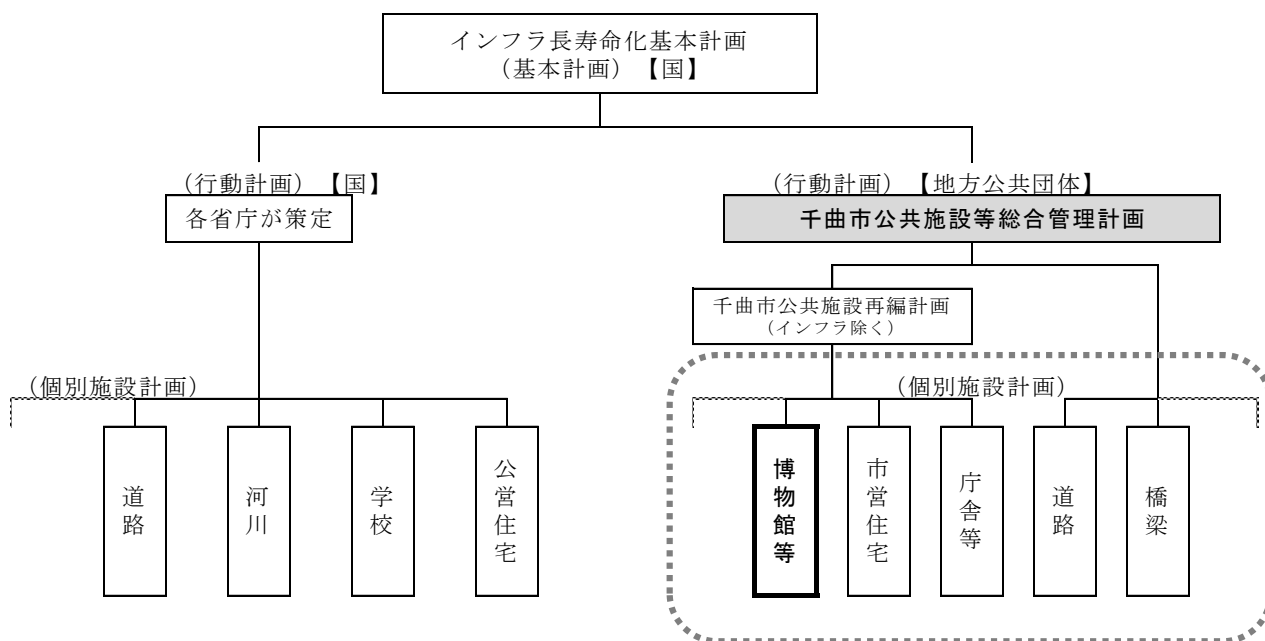 インフラ長寿命化基本計画
（基本計画）【国】
（行動計画）【国】
各省庁が策定
（行動計画）【地方公共団体】
千曲市公共施設等総合管理計画
千曲市公共施設再編計画
（インフラ除く）
（個別施設計画）
（個別施設計画）
道路
河川
学校
公営住宅
博物館等
市営住宅
庁舎等
道路
橋梁